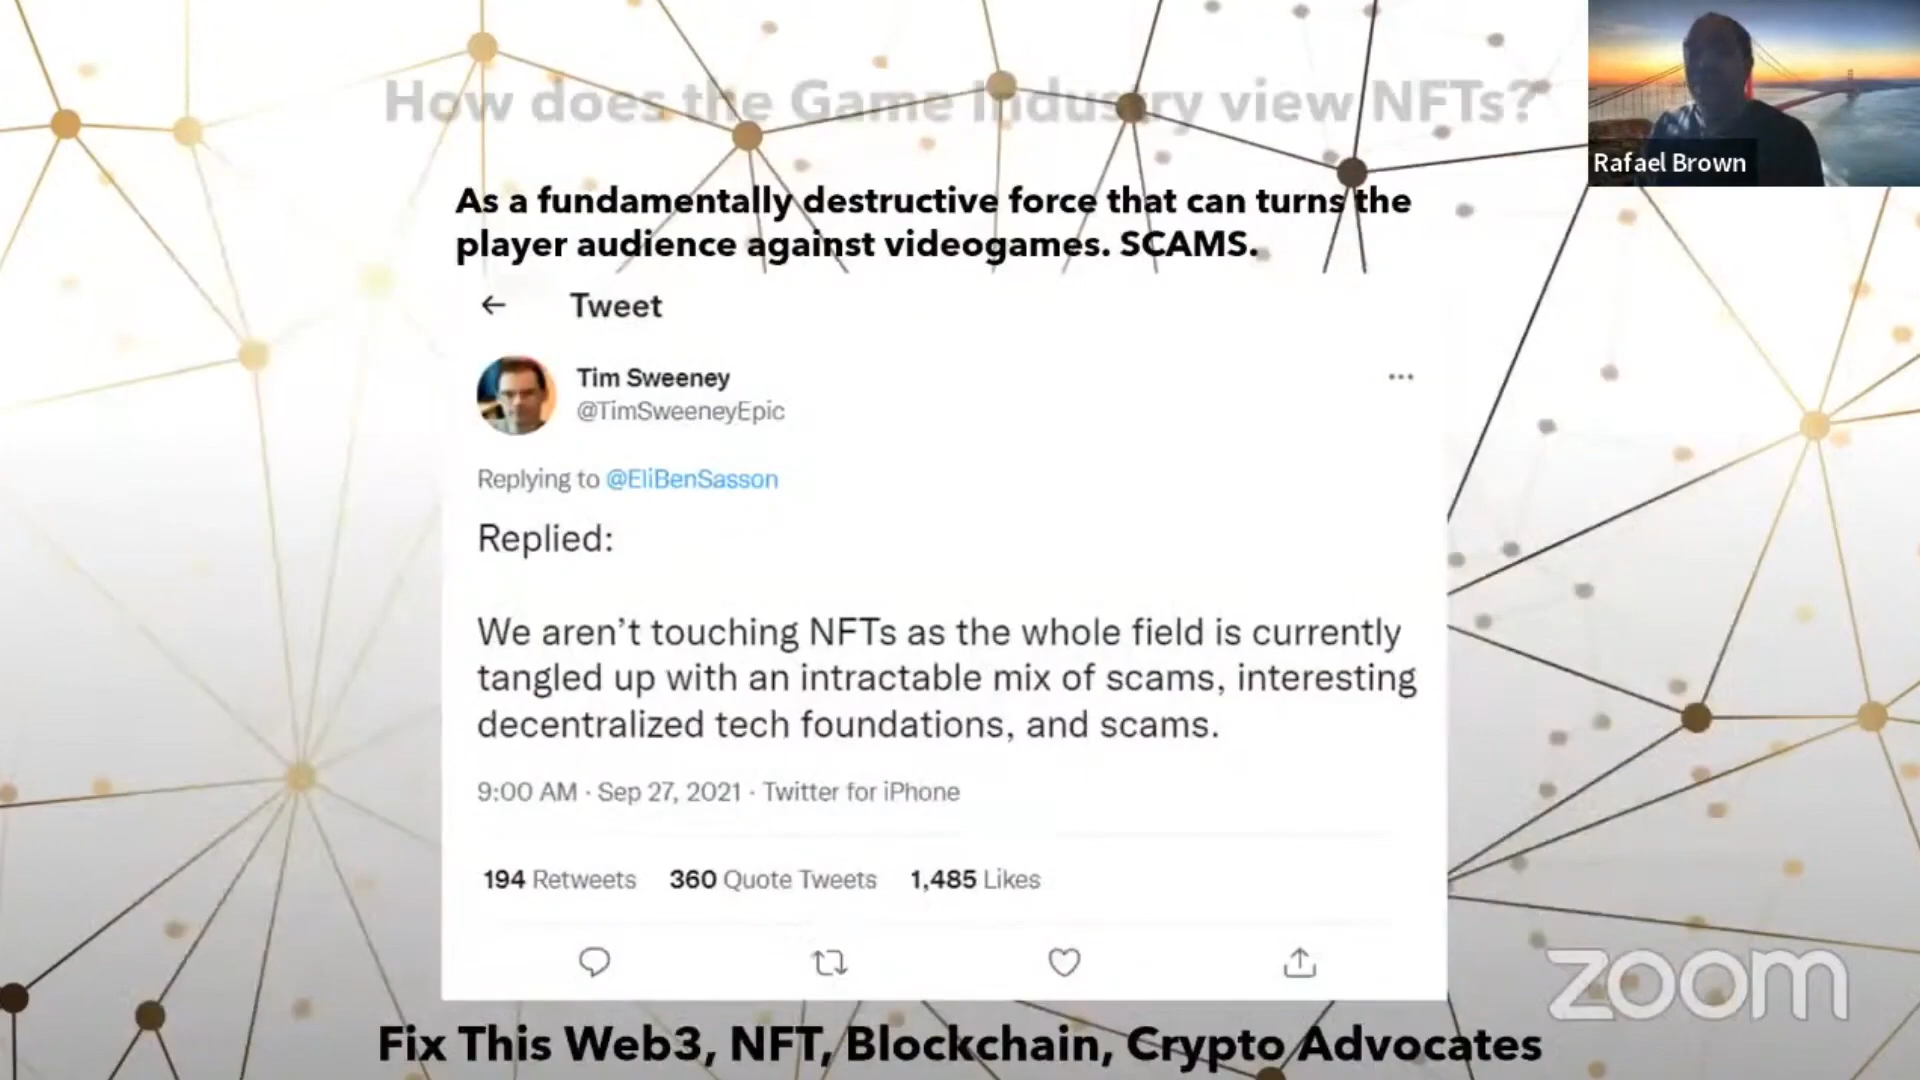 How does the Game Industry view NFTs?
Rafael Brown
As a fundamentally destructive force that can turns the
player audience against videogames. SCAMS.
← Tweet
Tim Sweeney
@TimSweeneyEpic
Replying to @EliBenSasson
Replied:
We aren’t touching NFTs as the whole field is currently
tangled up with an intractable mix of scams, interesting
decentralized tech foundations, and scams.
9:00 AM · Sep 27, 2021 · Twitter for iPhone
194 Retweets 360 Quote Tweets 1,485 Likes
zoom
Fix This Web3, NFT, Blockchain, Crypto Advocates